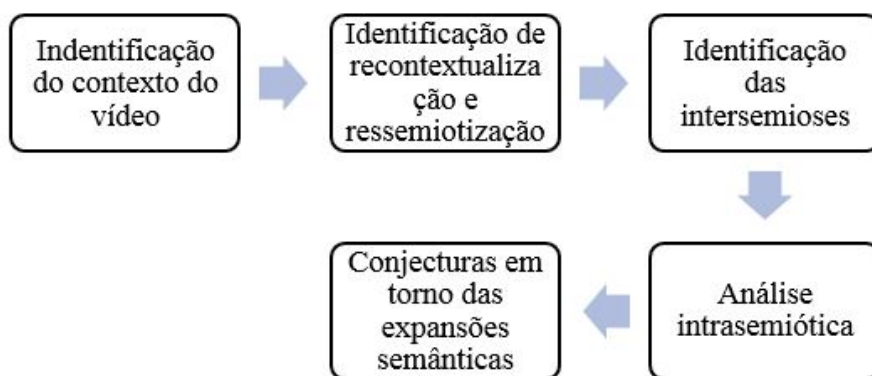 Indentificação
do contexto do
vídeo
Identificação de
recontextualiza
ção e
ressemiotização
Identificação
das
intersemioses
Análise
intrasemiótica
Conjecturas em
torno das
expansões
semânticas